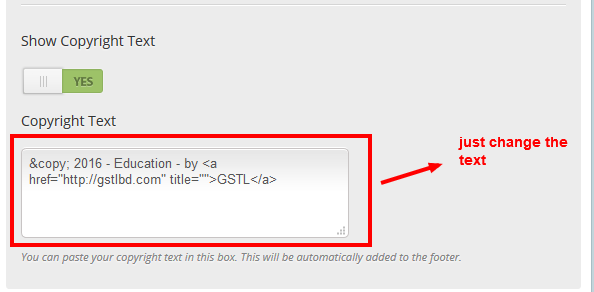 Show Copyright Text
YES
Copyright Text
just change the
text
&copy; 2016 - Education - by <a
href="http://gstlbd.com" title="">GSTL</a>
You can paste your copyright text in this box. This will be automatically added to the footer.